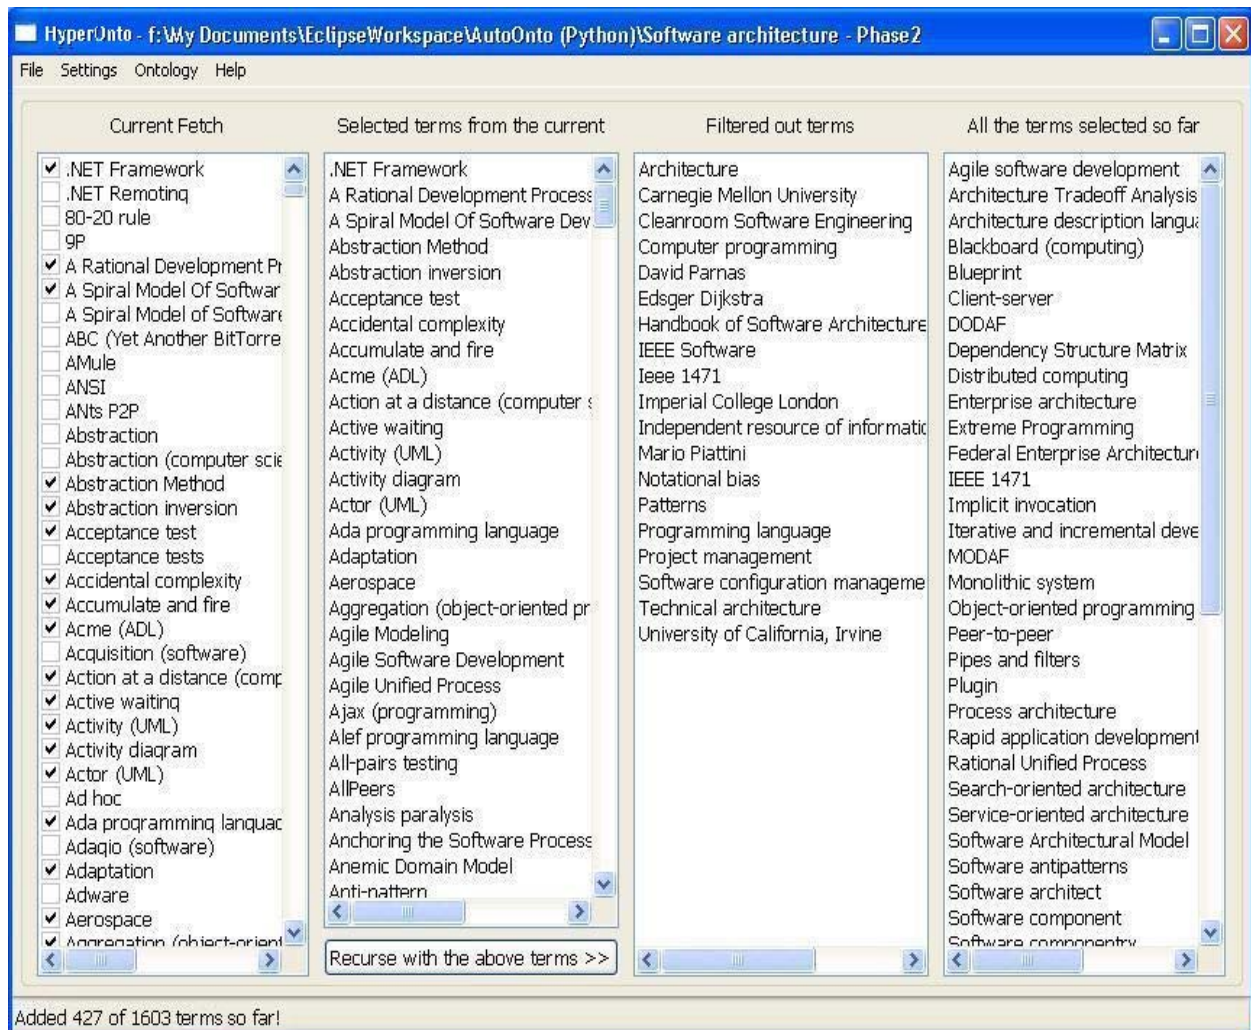 HyperOnto - f:\My Documents\EclipseWorkspace\AutoOnto (Python)\Software architecture - Phase2
File Settings Ontology Help
Current Fetch
.NET Framework
.NET Remoting
80-20 rule
9P
A Rational Development Pr
A Spiral Model Of Softwar
A Spiral Model of Software
ABC (Yet Another BitTorre
AMule
ANSI
ANts P2P
Abstraction
Abstraction (computer scie
Abstraction Method
Abstraction inversion
Acceptance test
Acceptance tests
Accidental complexity
Accumulate and fire
Acme (ADL)
Acquisition (software)
Action at a distance (comp
Active waiting
Activity (UML)
Activity diagram
Actor (UML)
Ad hoc
Ada programming languac
Adagio (software)
Adaptation
Adware
Aerospace
Aggregation (object-orient
Selected terms from the current
.NET Framework
A Rational Development Process
A Spiral Model Of Software Dev
Abstraction Method
Abstraction inversion
Acceptance test
Accidental complexity
Accumulate and fire
Acme (ADL)
Action at a distance (computer s
Active waiting
Activity (UML)
Activity diagram
Actor (UML)
Ada programming language
Adaptation
Aerospace
Aggregation (object-oriented pr
Agile Modeling
Agile Software Development
Agile Unified Process
Ajax (programming)
Alef programming language
All-pairs testing
AllPeers
Analysis paralysis
Anchoring the Software Process
Anemic Domain Model
Anti-pattern
Recurse with the above terms >>
Filtered out terms
Architecture
Carnegie Mellon University
Cleanroom Software Engineering
Computer programming
David Parnas
Edsger Dijkstra
Handbook of Software Architecture
IEEE Software
Ieee 1471
Imperial College London
Independent resource of informatic
Mario Piattini
Notational bias
Patterns
Programming language
Project management
Software configuration manageme
Technical architecture
University of California, Irvine
All the terms selected so far
Agile software development
Architecture Tradeoff Analysis
Architecture description langua
Blackboard (computing)
Blueprint
Client-server
DODAF
Dependency Structure Matrix
Distributed computing
Enterprise architecture
Extreme Programming
Federal Enterprise Architectur
IEEE 1471
Implicit invocation
Iterative and incremental deve
MODAF
Monolithic system
Object-oriented programming
Peer-to-peer
Pipes and filters
Plugin
Process architecture
Rapid application development
Rational Unified Process
Search-oriented architecture
Service-oriented architecture
Software Architectural Model
Software antipatterns
Software architect
Software component
Software componentry
Added 427 of 1603 terms so far!